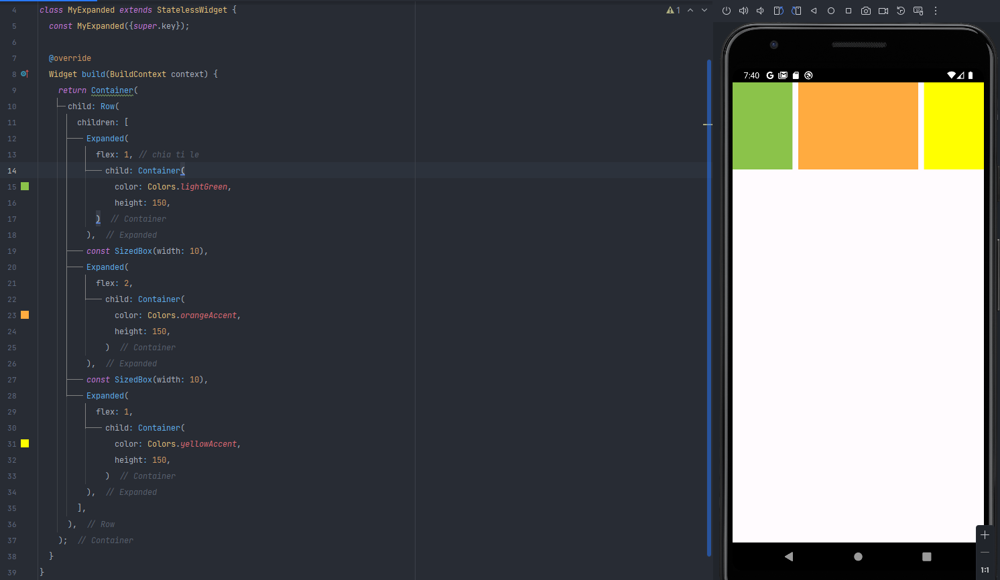 4 class MyExpanded extends StatelessWidget {
1
5 const MyExpanded({super.key});
6
7 @override
8 Widget build(BuildContext context) {
9 return Container(
10 child: Row(
11 children: [
12 Expanded(
13 flex: 1, // chia ti le
14 child: Container(
15 color: Colors.lightGreen,
16 height: 150,
17 ) // Container
18 ), // Expanded
19 const SizedBox(width: 10),
20 Expanded(
21 flex: 2,
22 child: Container(
23 color: Colors.orangeAccent,
24 height: 150,
25 ) // Container
26 ), // Expanded
27 const SizedBox(width: 10),
28 Expanded(
29 flex: 1,
30 child: Container(
31 color: Colors.yellowAccent,
32 height: 150,
33 ) // Container
34 ), // Expanded
35 ],
36 ), // Row
37 ); // Container
38 }
39 }
7:40 G
1:1